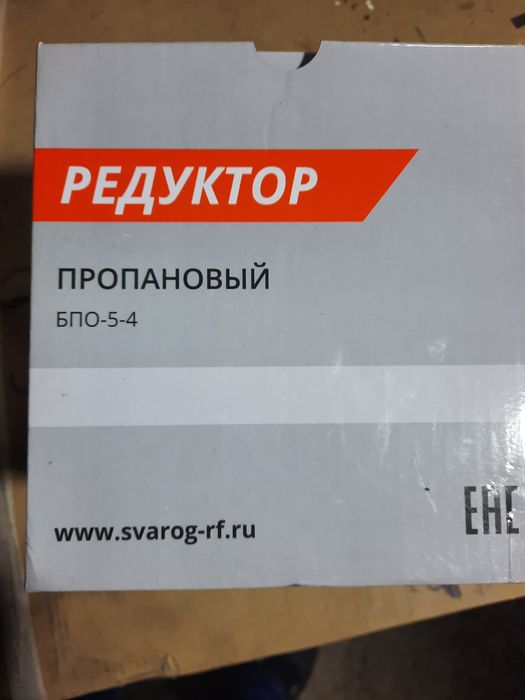 РЕДУКТОР
ПРОПАНОВЫЙ
БПО-5-4
www.svarog-rf.ru
EAC